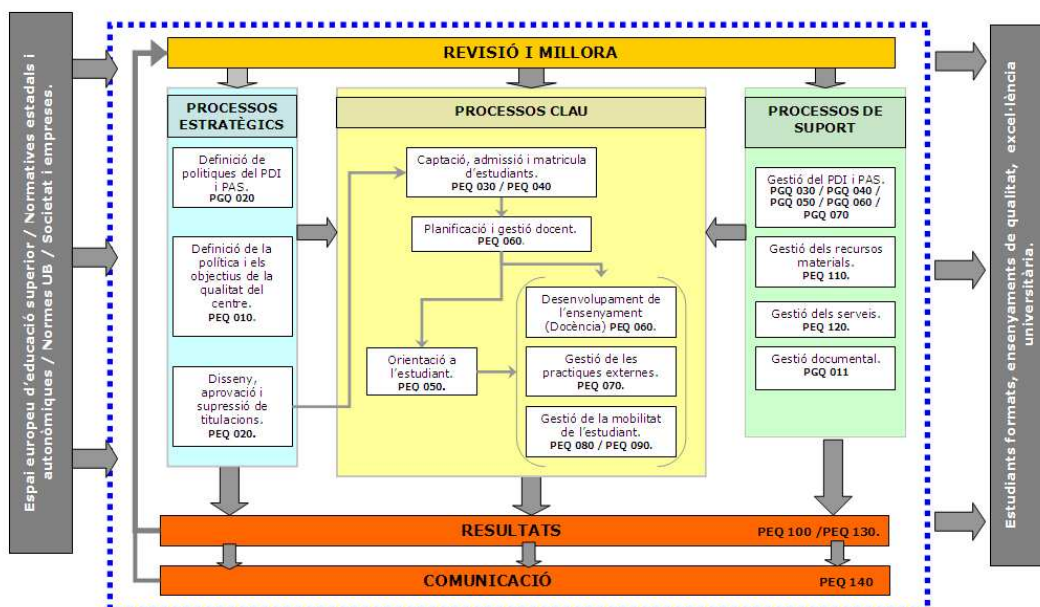 Espai europeu d'educació superior / Normatives estadals i
autonòmiques / Normes UB / Societat i empreses.
REVISIÓ I MILLORA
PROCESSOS
ESTRATÈGICS
Definició de
politiques del PDI
i PAS.
PGQ 020
Definició de la
política i els
objectius de la
qualitat del
centre.
PEQ 010.
Disseny,
aprovació i
supressió de
titulacions.
PEQ 020.
PROCESSOS CLAU
Captació, admissió i matricula
d'estudiants.
PEQ 030 / PEQ 040
Planificació i gestió docent.
PEQ 060.
Orientació a
l'estudiant.
PEQ 050.
Desenvolupament de
l'ensenyament
(Docència) PEQ 060.
Gestió de les
practiques externes.
PEQ 070.
Gestió de la mobilitat
de l'estudiant.
PEQ 080 / PEQ 090.
PROCESSOS DE
SUPORT
Gestió del PDI i PAS.
PGQ 030 / PGQ 040 /
PGQ 050 / PGQ 060 /
PGQ 070
Gestió dels recursos
materials.
PEQ 110.
Gestió dels serveis.
PEQ 120.
Gestió documental.
PGQ 011
RESULTATS
PEQ 100 /PEQ 130.
COMUNICACIÓ
PEQ 140
Estudiants formats, ensenyaments de qualitat, excel·lència
universitària.